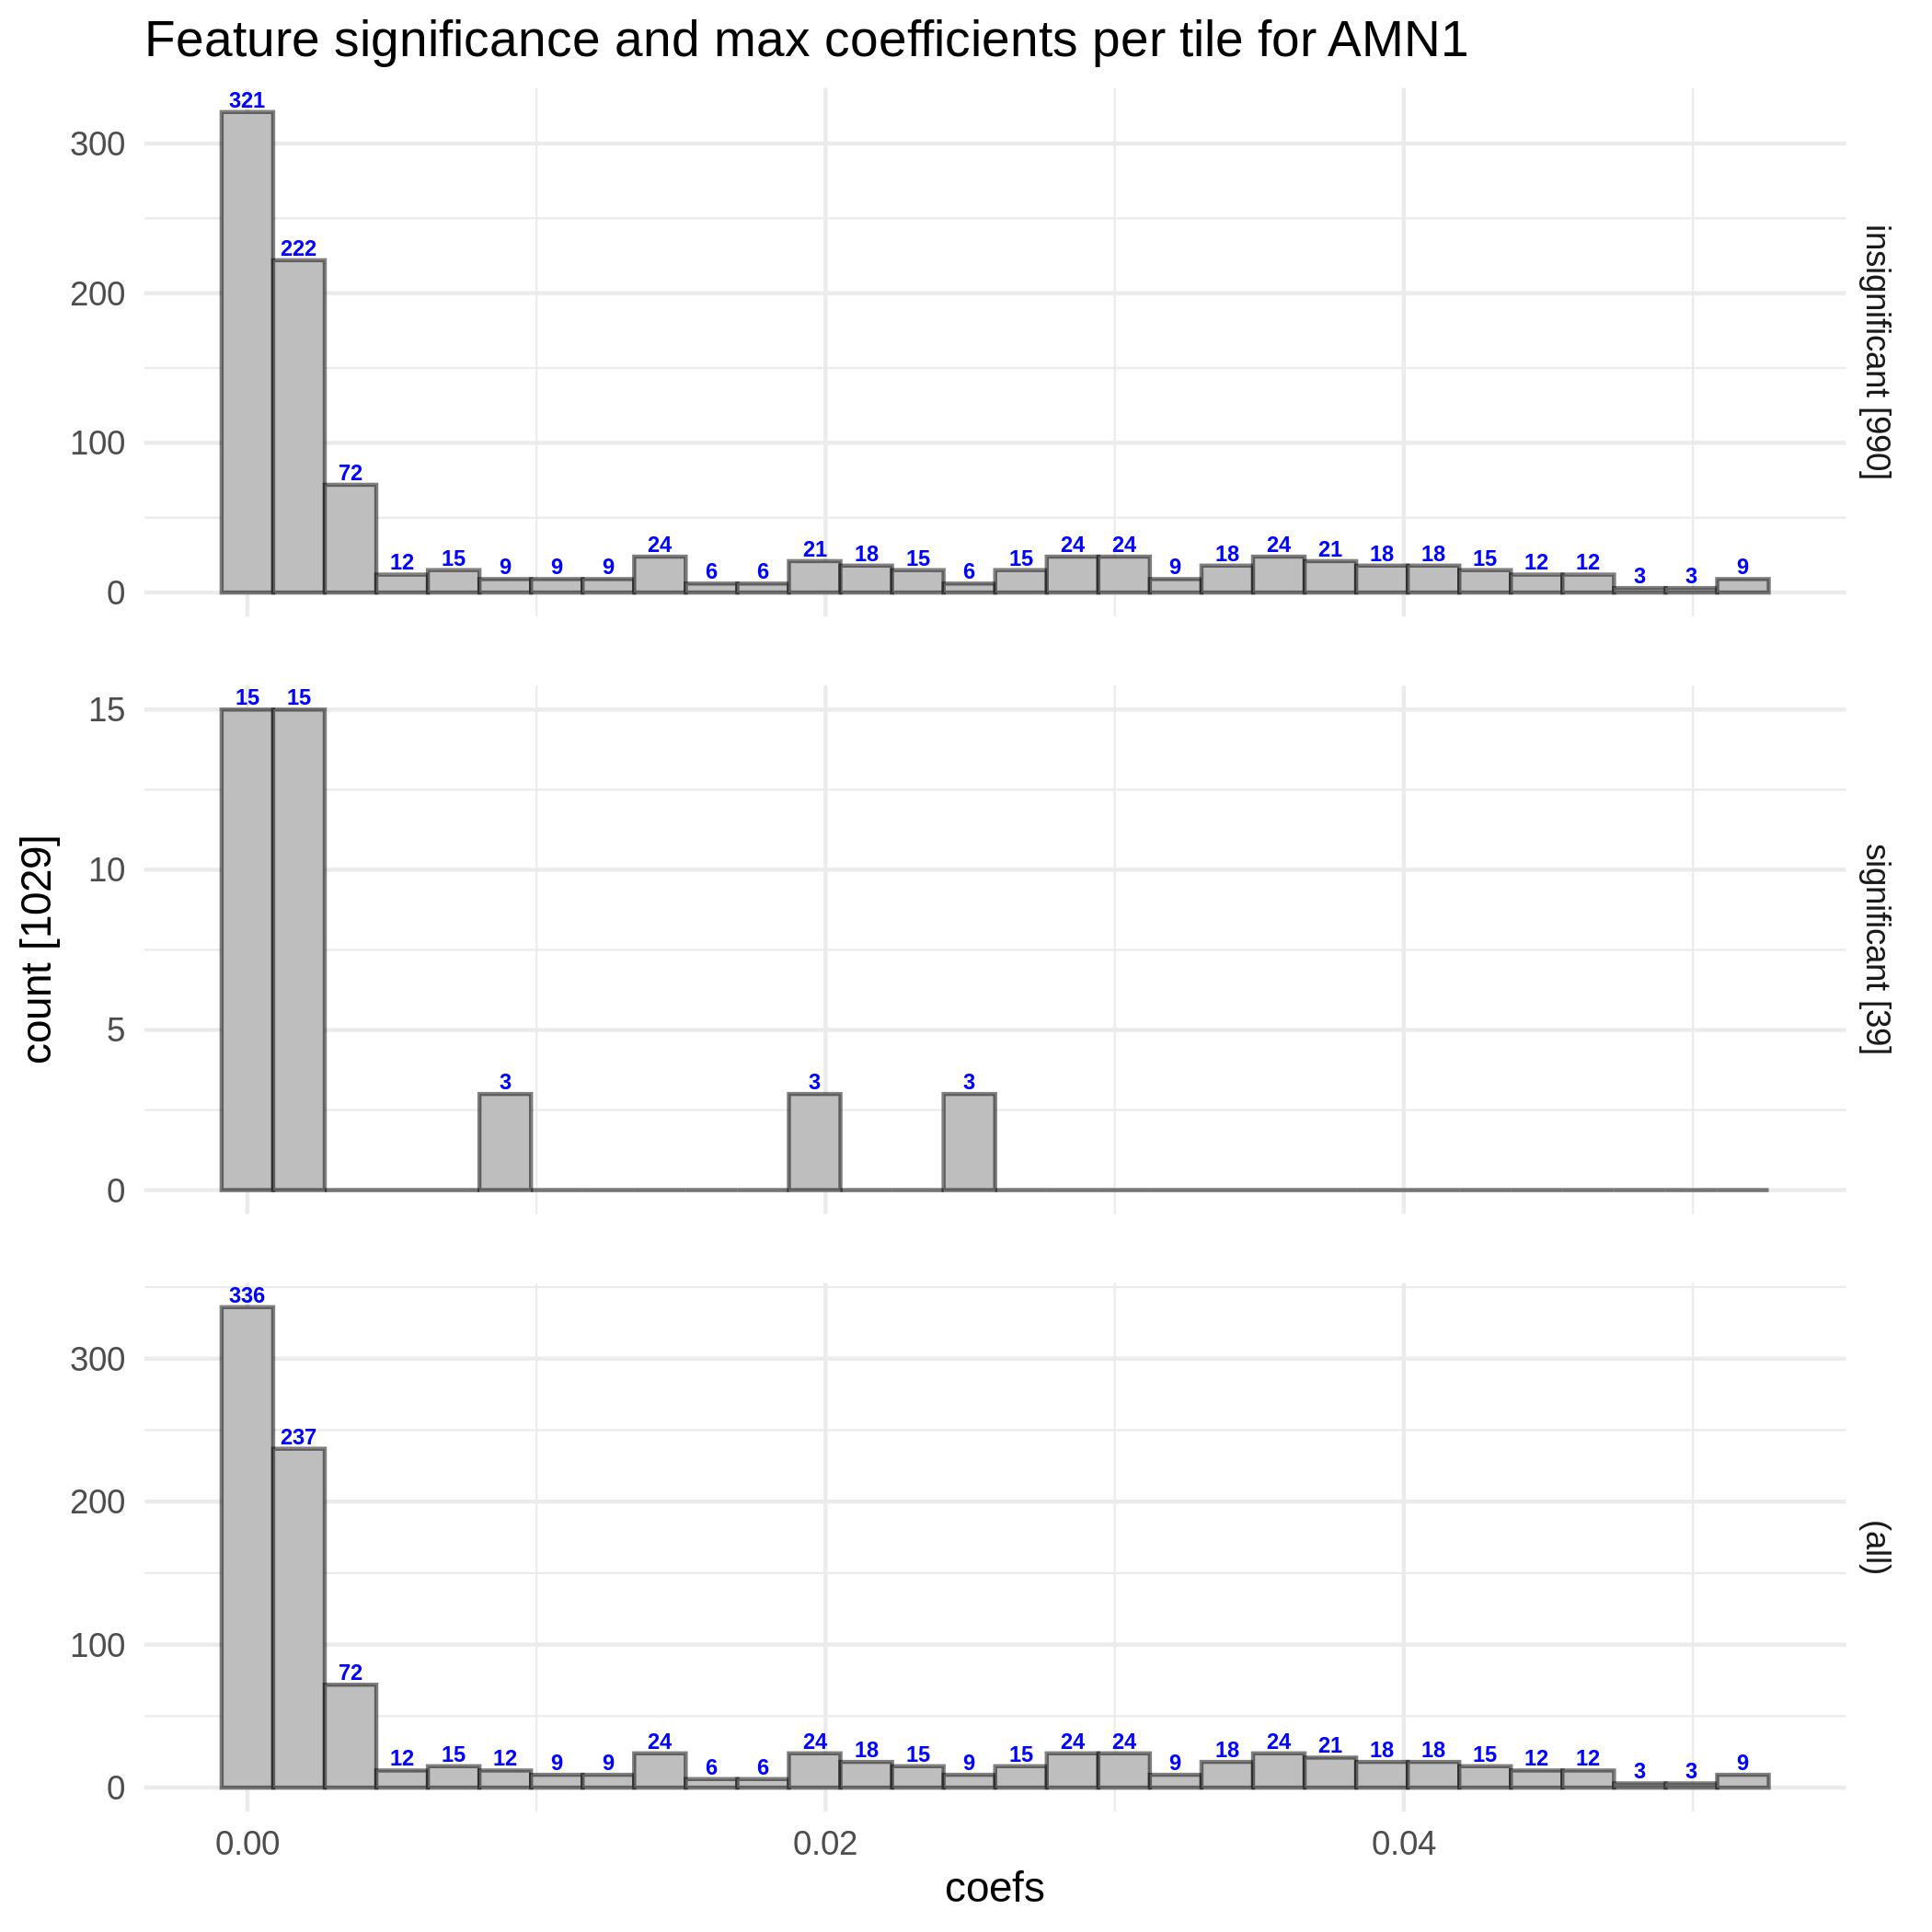 Feature significance and max coefficients per tile for AMN1
321
300
222
200
100
72
12 15 9 9 9 24 6 6 21 18 15 6 15 24 24 9 18 24 21 18 18 15 12 12 3 3 9
0
insignificant [990]
15 15
15
10
5
3 3 3
0
significant [39]
count [1029]
336
300
237
200
100
72
12 15 12 9 9 24 6 6 24 18 15 9 15 24 24 9 18 24 21 18 18 15 12 12 3 3 9
0
(all)
0.00 0.02 0.04
coefs